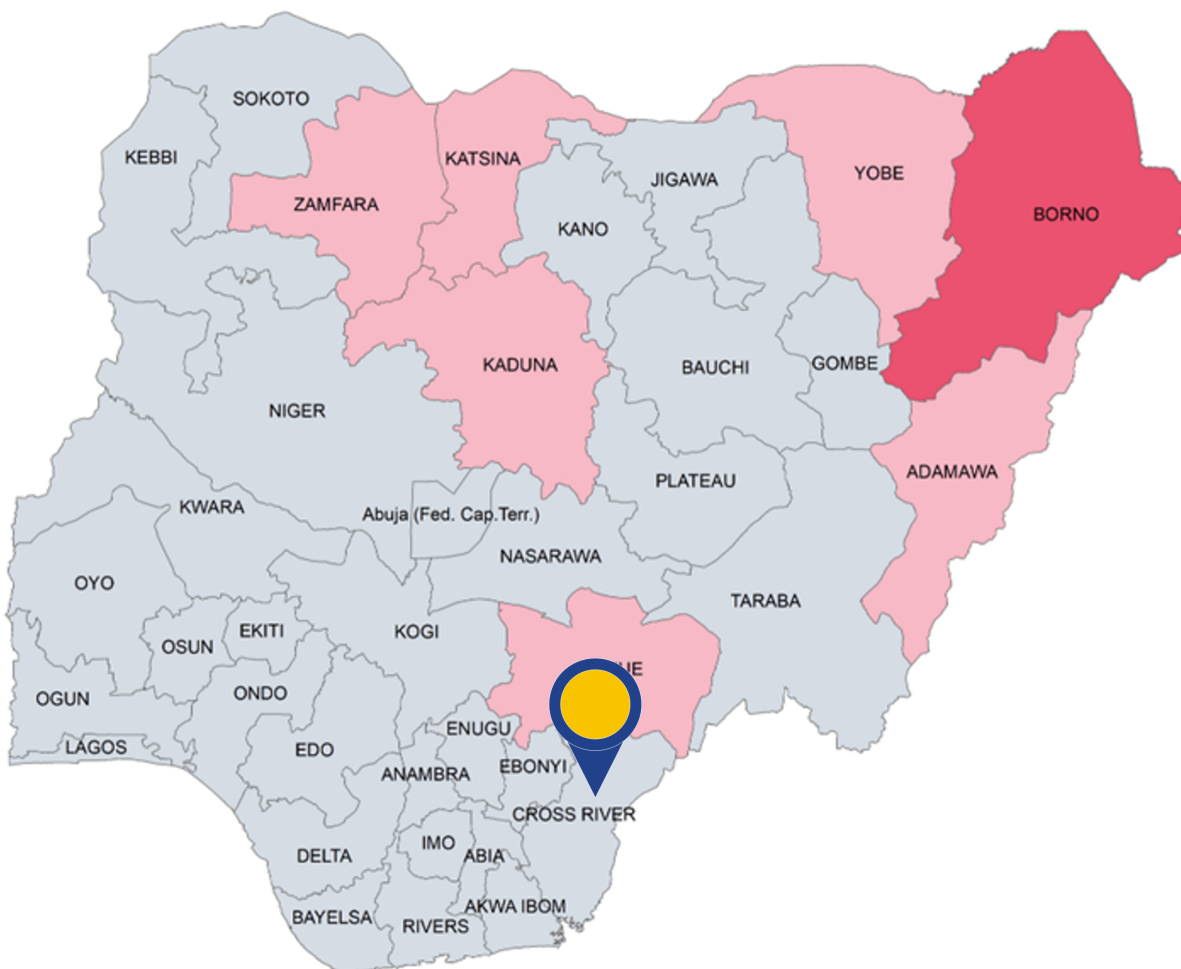 SOKOTO
KEBBI
KATSINA
ZAMFARA
KANO
JIGAWA
YOBE
BORNO
KADUNA
BAUCHI
GOMBE
NIGER
ADAMAWA
PLATEAU
KWARA
Abuja (Fed. Cap.Terr.)
NASARAWA
OYO
TARABA
OSUN
EKITI
KOGI
OGUN
ONDO
LAGOS
EDO
ENUGU
ANAMBRA
EBONYI
CROSS RIVER
DELTA
IMO
ABIA
BAYELSA
RIVERS
AKWA IBOM